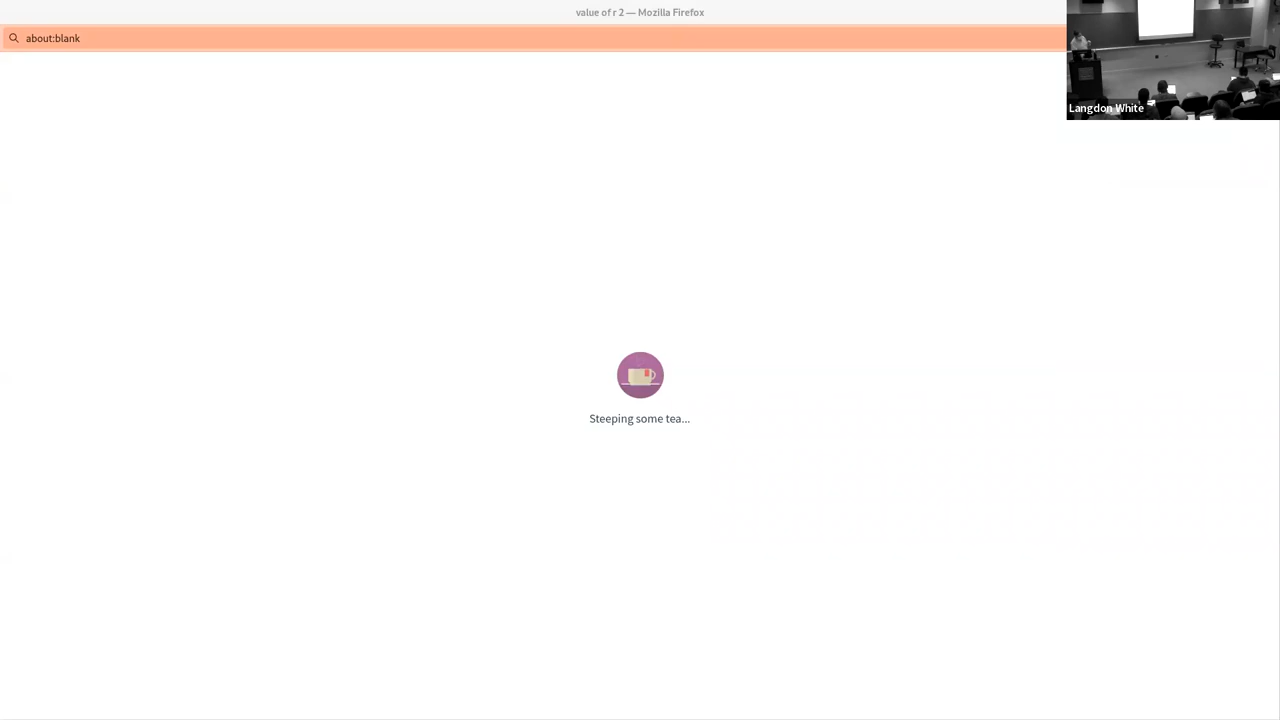 value of r 2 — Mozilla Firefox
about:blank
Langdon White
Steeping some tea...